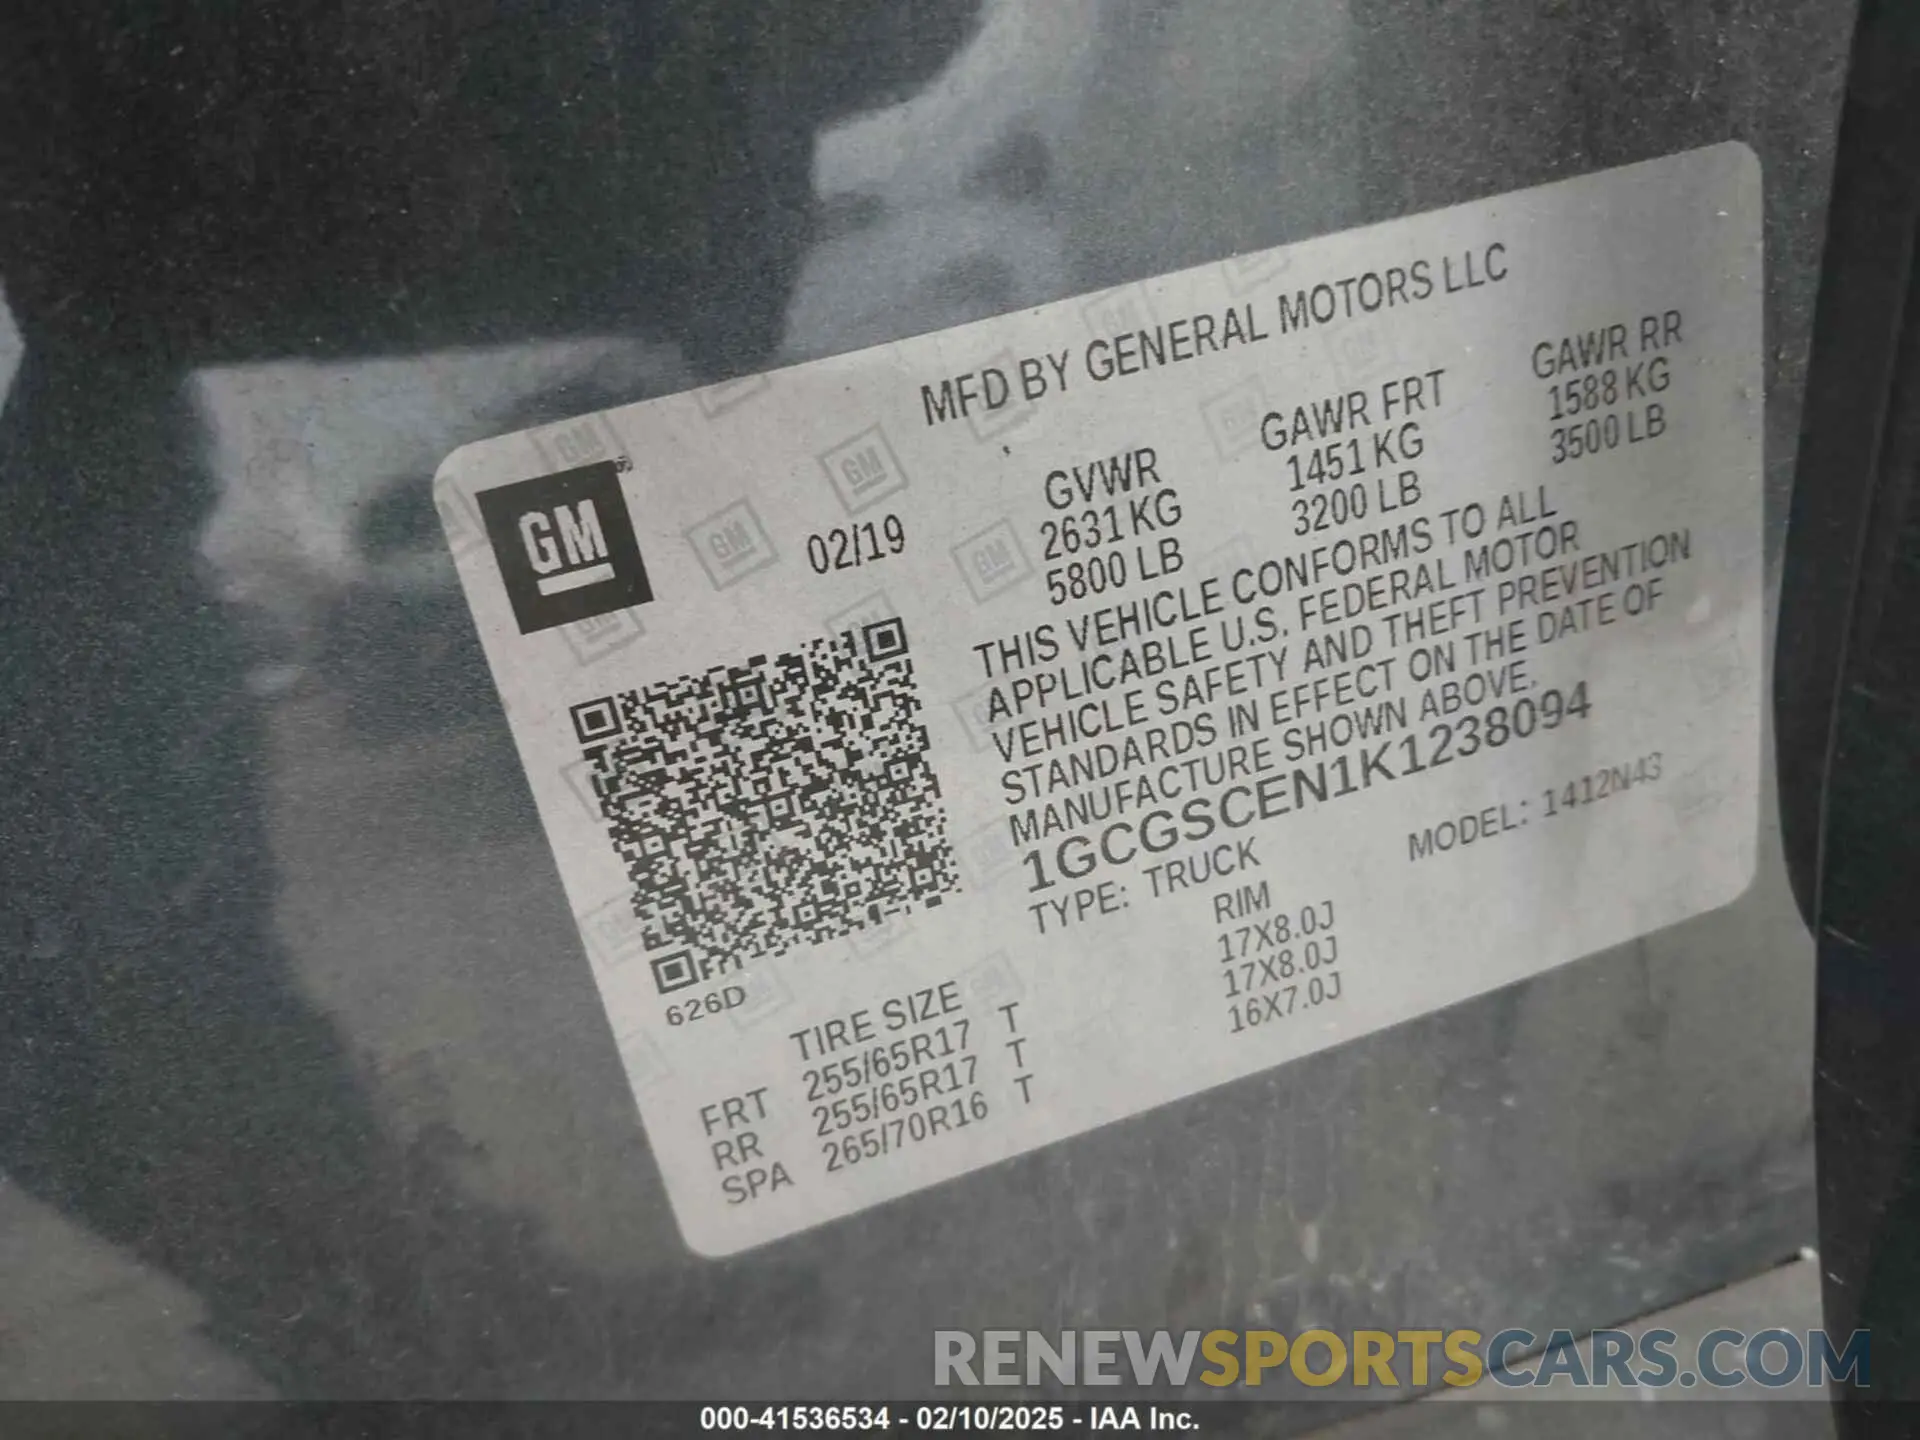 MFD BY GENERAL MOTORS LLC
GM
02/19
GVWR GAWR FRT GAWR RR
2631 KG 1451 KG 1588 KG
5800 LB 3200 LB 3500 LB
THIS VEHICLE CONFORMS TO ALL
APPLICABLE U.S. FEDERAL MOTOR
VEHICLE SAFETY AND THEFT PREVENTION
STANDARDS IN EFFECT ON THE DATE OF
MANUFACTURE SHOWN ABOVE.
1GCGSCEN1K1238094
TYPE: TRUCK MODEL: 1412N43
626D
TIRE SIZE RIM
FRT 255/65R17 T 17X8.0J
RR 255/65R17 T 17X8.0J
SPA 265/70R16 T 16X7.0J
RENEWSPORTSCARS.COM
000-41536534 - 02/10/2025 - IAA Inc.